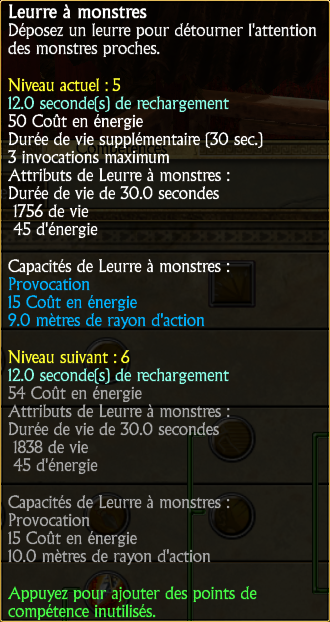 Leurre à monstres
Déposez un leurre pour détourner l'attention
des monstres proches.
Niveau actuel : 5
12.0 seconde(s) de rechargement
50 Coût en énergie
Durée de vie supplémentaire (30 sec.)
3 invocations maximum
Attributs de Leurre à monstres :
Durée de vie de 30.0 secondes
1756 de vie
45 d'énergie
Capacités de Leurre à monstres :
Provocation
15 Coût en énergie
9.0 mètres de rayon d'action
Niveau suivant : 6
12.0 seconde(s) de rechargement
54 Coût en énergie
Attributs de Leurre à monstres :
Durée de vie de 30.0 secondes
1838 de vie
45 d'énergie
Capacités de Leurre à monstres :
Provocation
15 Coût en énergie
10.0 mètres de rayon d'action
Appuyez pour ajouter des points de
compétence inutilisés.